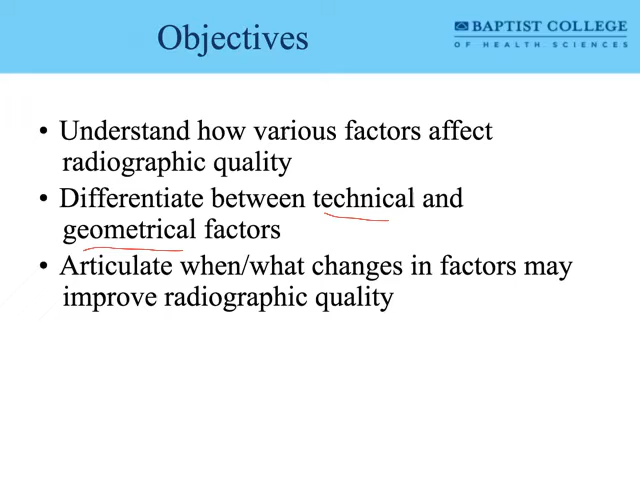 Objectives
BAPTIST COLLEGE
OF HEALTH SCIENCES
• Understand how various factors affect
radiographic quality
• Differentiate between technical and
geometrical factors
• Articulate when/what changes in factors may
improve radiographic quality